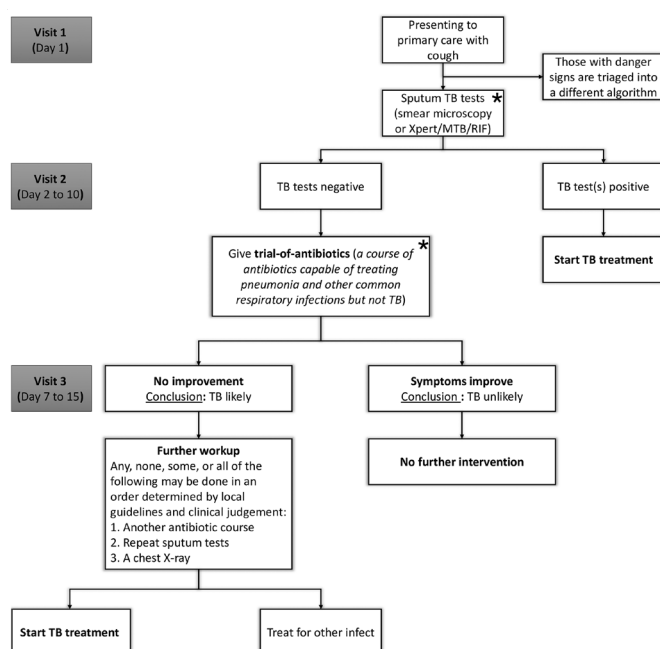 Visit 1
(Day 1)
Presenting to
primary care with
cough
Those with danger
signs are triaged into
a different algorithm
Sputum TB tests *
(smear microscopy
or Xpert/MTB/RIF)
Visit 2
(Day 2 to 10)
TB tests negative
TB test(s) positive
Give trial-of-antibiotics (a course of *
antibiotics capable of treating
pneumonia and other common
respiratory infections but not TB)
Start TB treatment
Visit 3
(Day 7 to 15)
No improvement
Conclusion: TB likely
Symptoms improve
Conclusion : TB unlikely
Further workup
Any, none, some, or all of the
following may be done in an
order determined by local
guidelines and clinical judgement:
1. Another antibiotic course
2. Repeat sputum tests
3. A chest X-ray
No further intervention
Start TB treatment
Treat for other infect